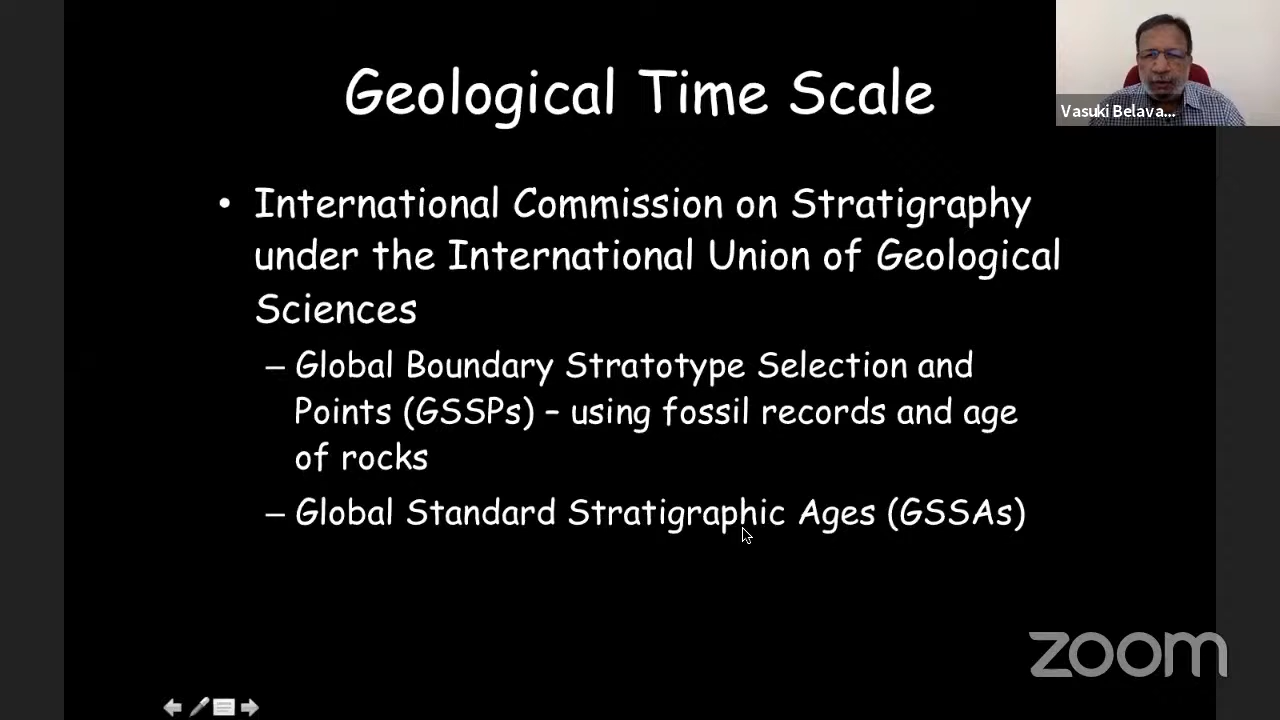 Geological Time Scale
Vasuki Belava...
• International Commission on Stratigraphy
under the International Union of Geological
Sciences
– Global Boundary Stratotype Selection and
Points (GSSPs) – using fossil records and age
of rocks
– Global Standard Stratigraphic Ages (GSSAs)
zoom